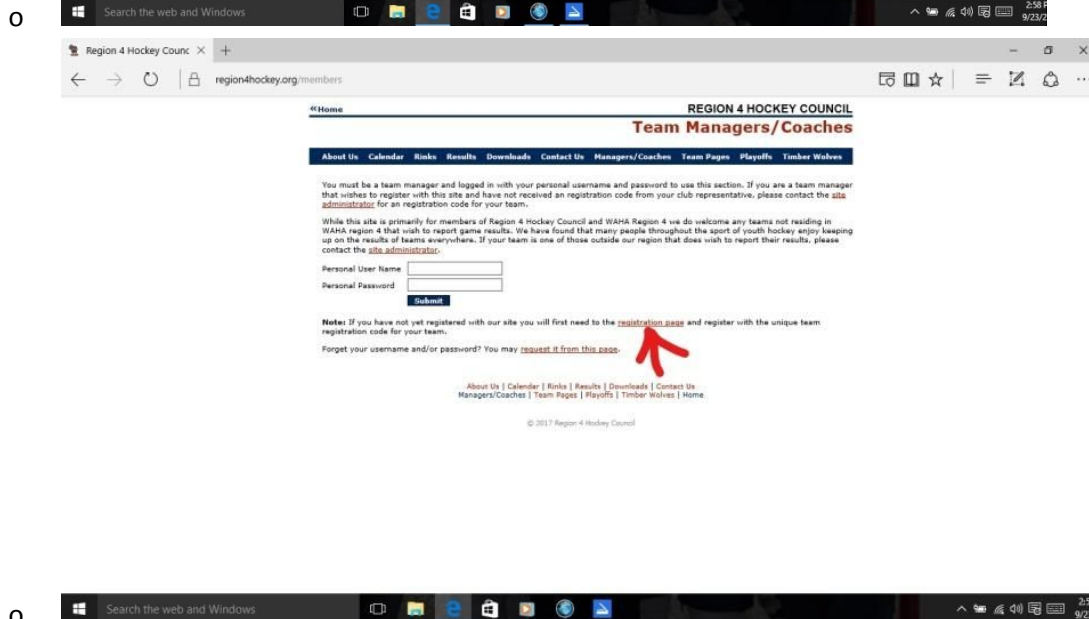 o
Search the web and Windows
2:58 P
9/23/2
Region 4 Hockey Counc
region4hockey.org/members
«Home
REGION 4 HOCKEY COUNCIL
Team Managers/Coaches
About Us Calendar Rinks Results Downloads Contact Us Managers/Coaches Team Pages Playoffs Timber Wolves
You must be a team manager and logged in with your personal username and password to use this section. If you are a team manager
that wishes to register with this site and have not received an registration code from your club representative, please contact the site
administrator for an registration code for your team.
While this site is primarily for members of Region 4 Hockey Council and WAHA Region 4 we do welcome any teams not residing in
WAHA region 4 that wish to report game results. We have found that many people throughout the sport of youth hockey enjoy keeping
up on the results of teams everywhere. If your team is one of those outside our region that does wish to report their results, please
contact the site administrator.
Personal User Name
Personal Password
Submit
Note: If you have not yet registered with our site you will first need to the registration page and register with the unique team
registration code for your team.
Forget your username and/or password? You may request it from this page.
About Us | Calendar | Rinks | Results | Downloads | Contact Us
Managers/Coaches | Team Pages | Playoffs | Timber Wolves | Home
© 2017 Region 4 Hockey Council
o
Search the web and Windows
2:5
9/2